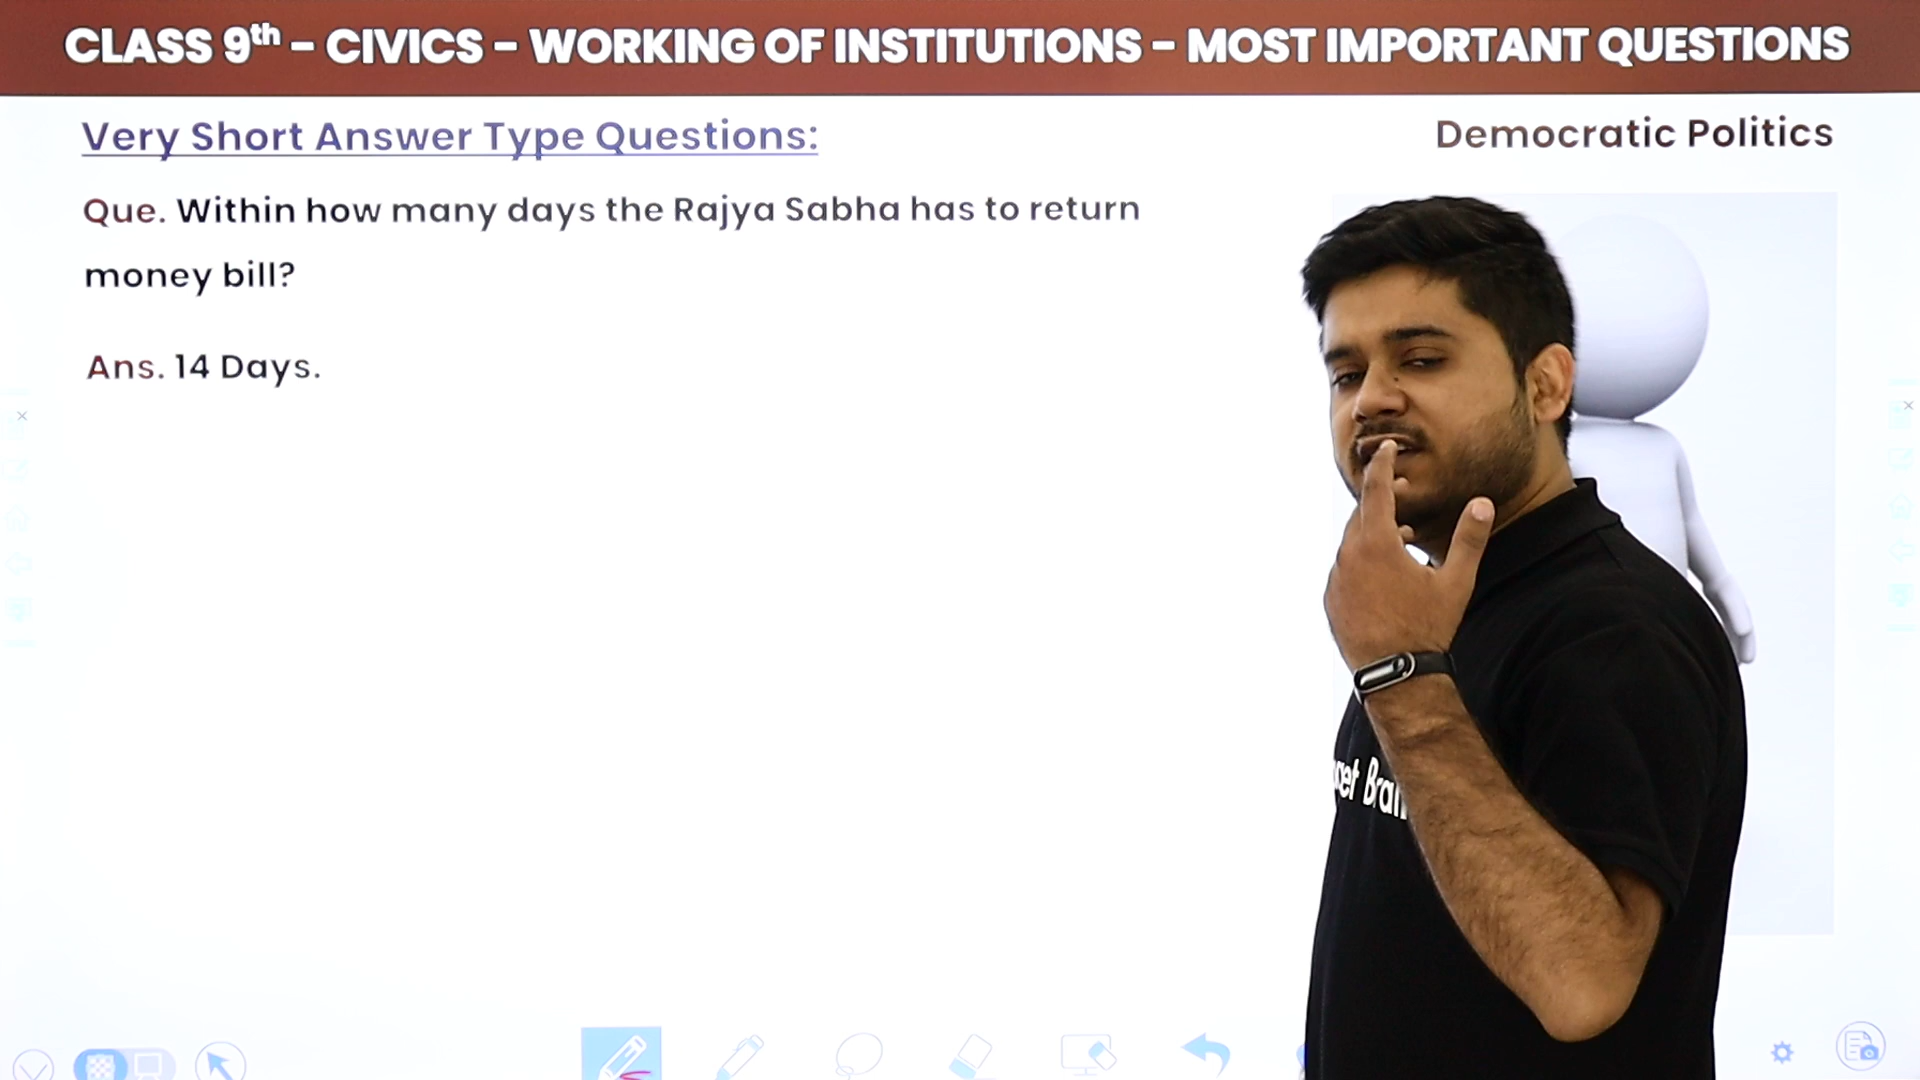 CLASS 9th – CIVICS – WORKING OF INSTITUTIONS – MOST IMPORTANT QUESTIONS
Very Short Answer Type Questions:
Democratic Politics
Que. Within how many days the Rajya Sabha has to return
money bill?
Ans. 14 Days.